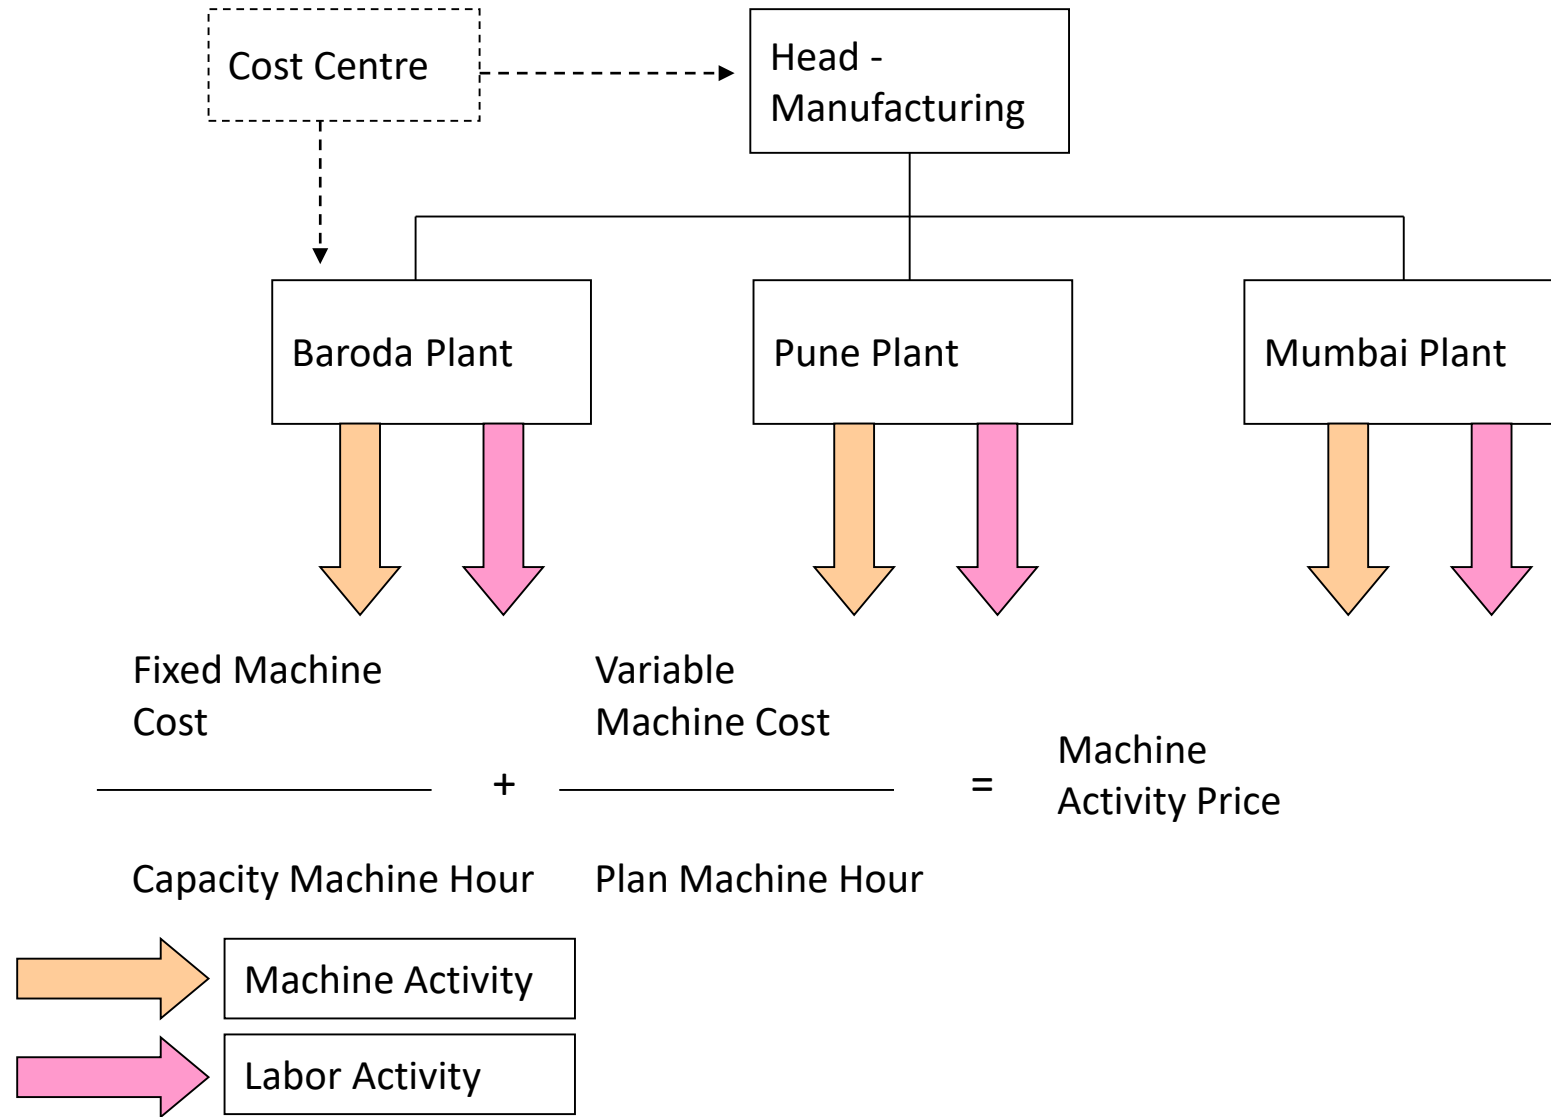 Cost Centre
Head -
Manufacturing
Baroda Plant
Pune Plant
Mumbai Plant
Fixed Machine
Cost
Variable
Machine Cost
+
=
Machine
Activity Price
Capacity Machine Hour
Plan Machine Hour
Machine Activity
Labor Activity